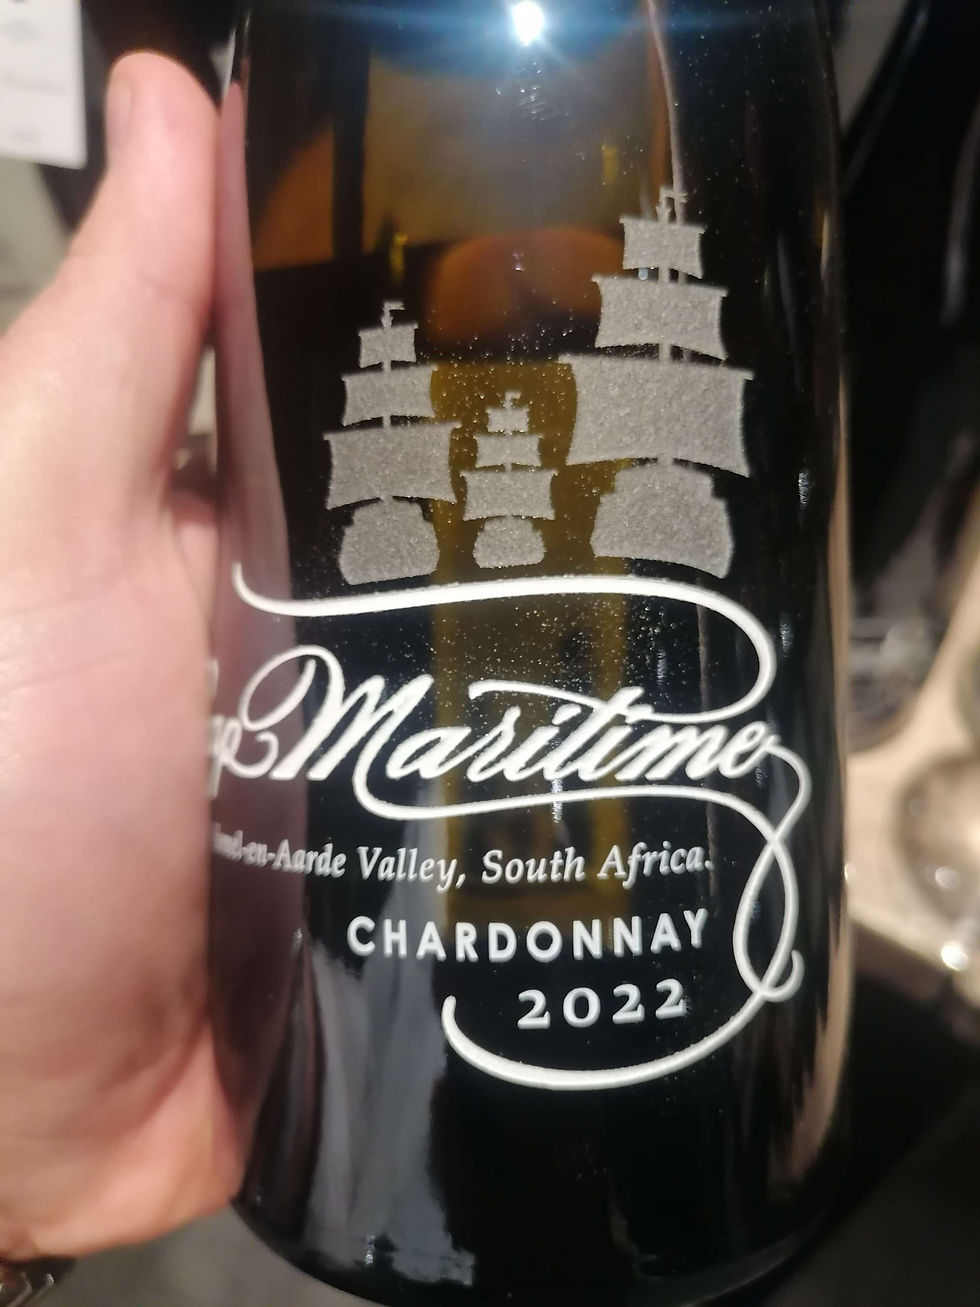 Maritime
Valley, South Africa.
CHARDONNAY
2022